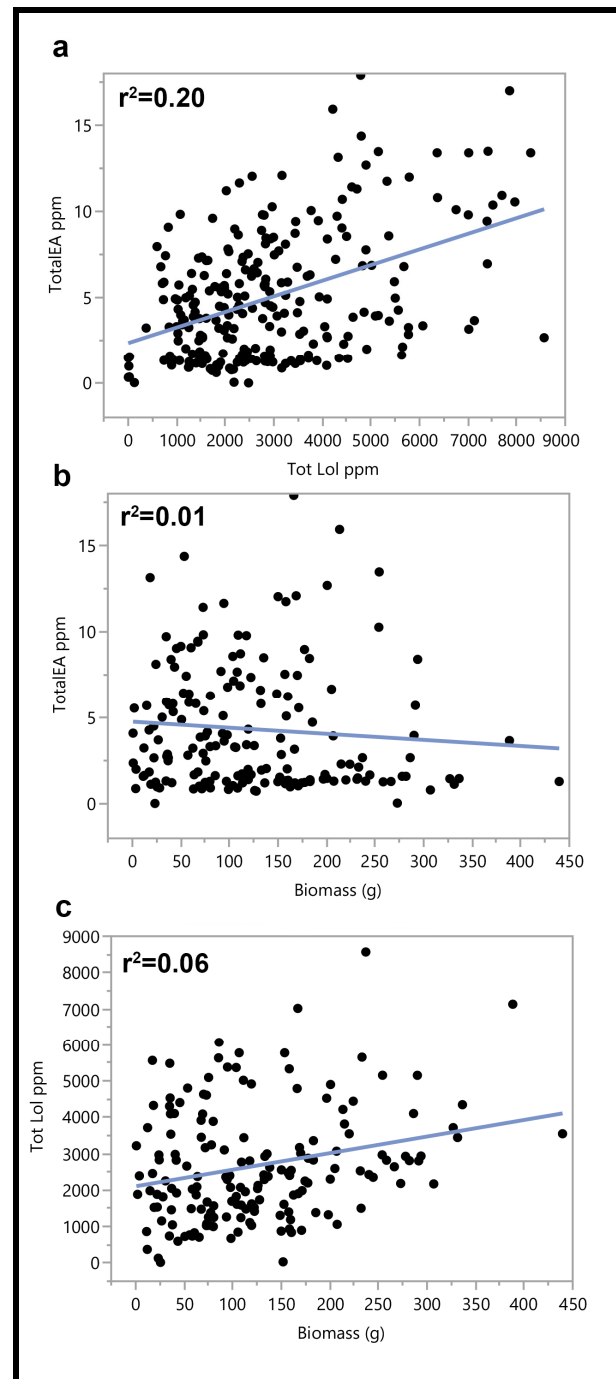 a
r²=0.20
TotalEA ppm
15
10
5
0
0 1000 2000 3000 4000 5000 6000 7000 8000 9000
Tot Lol ppm
b
r²=0.01
TotalEA ppm
15
10
5
0
0 50 100 150 200 250 300 350 400 450
Biomass (g)
c
r²=0.06
Tot Lol ppm
9000
8000
7000
6000
5000
4000
3000
2000
1000
0
0 50 100 150 200 250 300 350 400 450
Biomass (g)